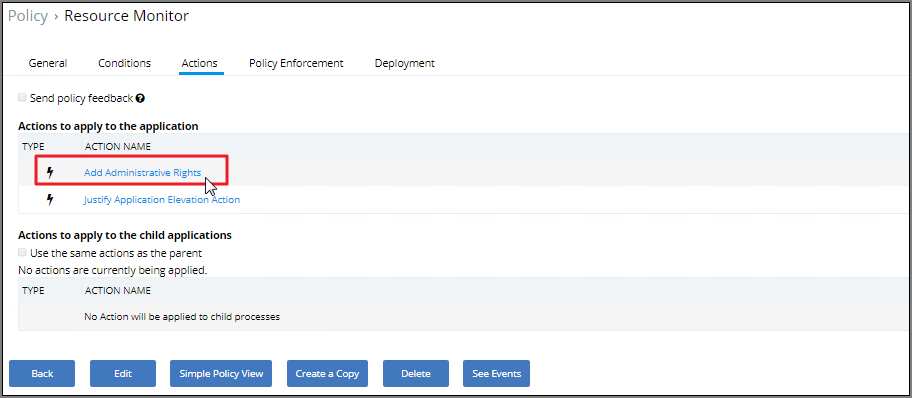 Policy › Resource Monitor
General Conditions Actions Policy Enforcement Deployment
Send policy feedback ?
Actions to apply to the application
TYPE ACTION NAME
Add Administrative Rights
Justify Application Elevation Action
Actions to apply to the child applications
Use the same actions as the parent
No actions are currently being applied.
TYPE ACTION NAME
No Action will be applied to child processes
Back Edit Simple Policy View Create a Copy Delete See Events